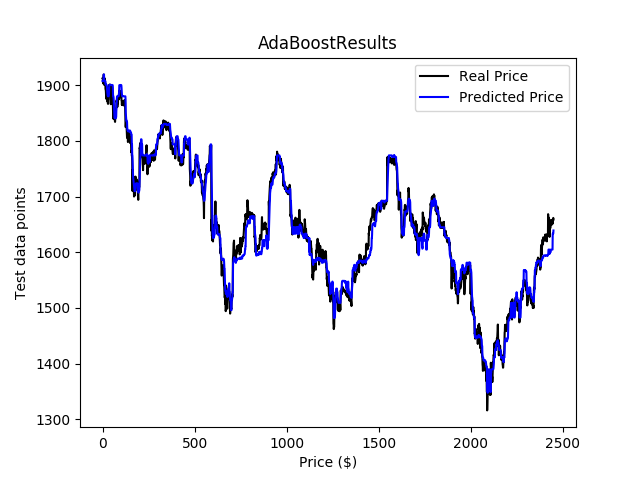 AdaBoostResults
Real Price
Predicted Price
1900
1800
1700
1600
1500
1400
1300
Test data points
0 500 1000 1500 2000 2500
Price ($)